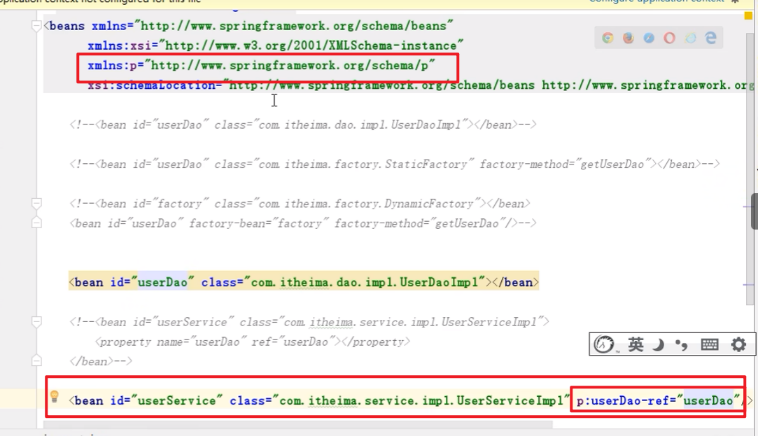 plication context not configured for this file
Configure application context
<beans xmlns="http://www.springframework.org/schema/beans"
xmlns:xsi="http://www.w3.org/2001/XMLSchema-instance"
xmlns:p="http://www.springframework.org/schema/p"
xsi:schemaLocation="http://www.springframework.org/schema/beans http://www.springframework.org
<!--<bean id="userDao" class="com.itheima.dao.impl.UserDaoImpl"></bean>-->
<!--<bean id="userDao" class="com.itheima.factory.StaticFactory" factory-method="getUserDao"></bean>-->
<!--<bean id="factory" class="com.itheima.factory.DynamicFactory"></bean>
<bean id="userDao" factory-bean="factory" factory-method="getUserDao"/>-->
<bean id="userDao" class="com.itheima.dao.impl.UserDaoImpl"></bean>
<!--<bean id="userService" class="com.itheima.service.impl.UserServiceImpl">
<property name="userDao" ref="userDao"></property>
</bean>-->
英
<bean id="userService" class="com.itheima.service.impl.UserServiceImpl" p:userDao-ref="userDao"/>